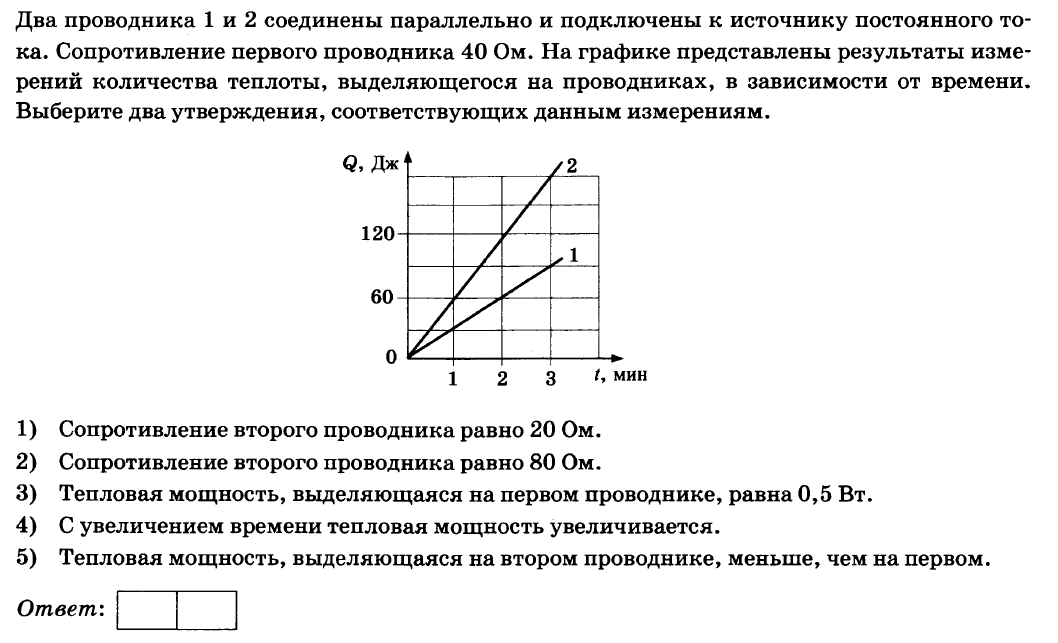 Два проводника 1 и 2 соединены параллельно и подключены к источнику постоянного то-
ка. Сопротивление первого проводника 40 Ом. На графике представлены результаты изме-
рений количества теплоты, выделяющегося на проводниках, в зависимости от времени.
Выберите два утверждения, соответствующих данным измерениям.
Q, Дж
2
120
1
60
0
1 2 3 t, мин
1) Сопротивление второго проводника равно 20 Ом.
2) Сопротивление второго проводника равно 80 Ом.
3) Тепловая мощность, выделяющаяся на первом проводнике, равна 0,5 Вт.
4) С увеличением времени тепловая мощность увеличивается.
5) Тепловая мощность, выделяющаяся на втором проводнике, меньше, чем на первом.
Ответ: